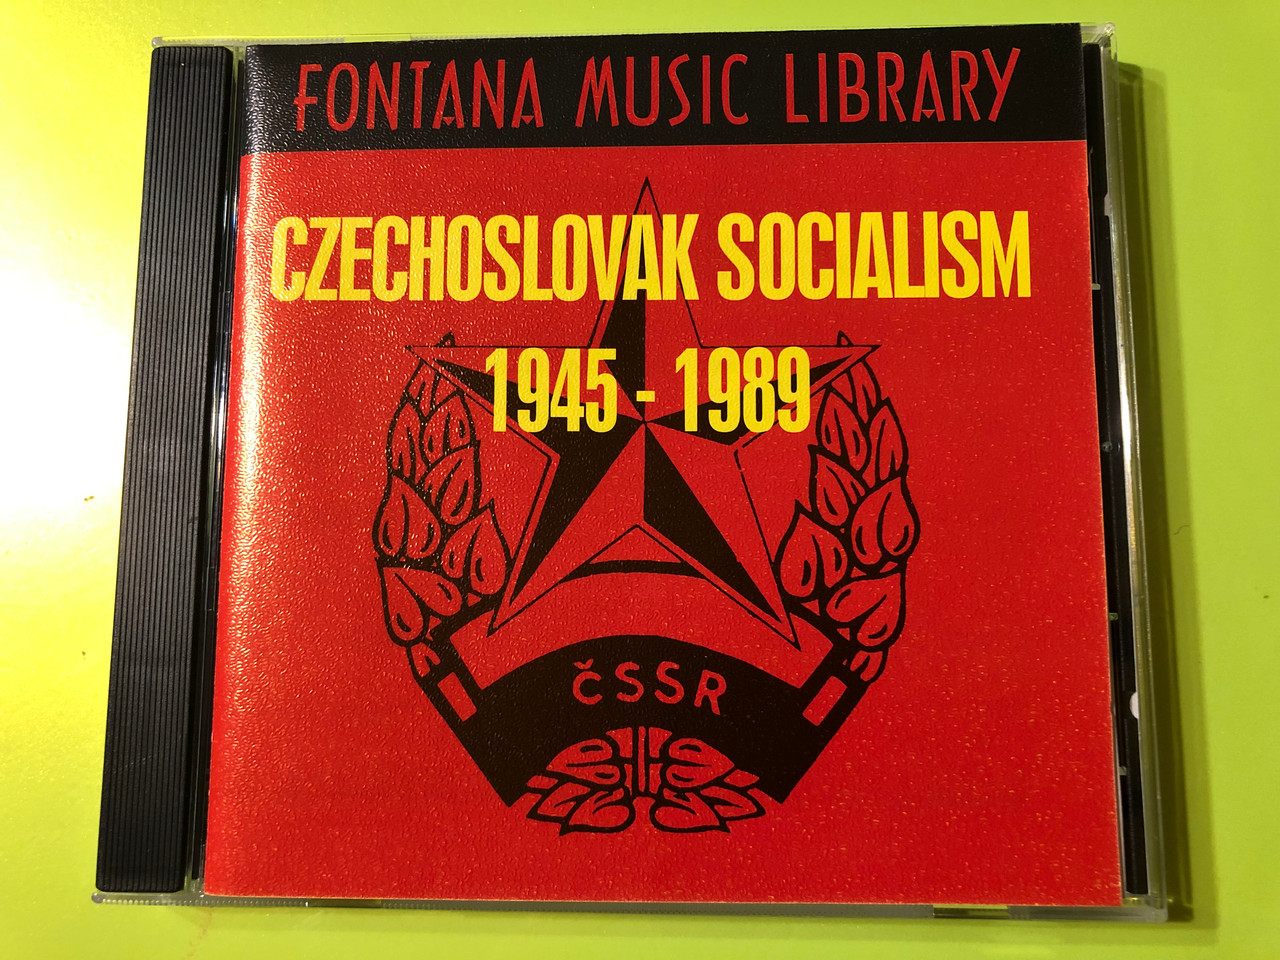 FONTANA MUSIC LIBRARY
CZECHOSLOVAK SOCIALISM
1945 - 1989
ČSSR